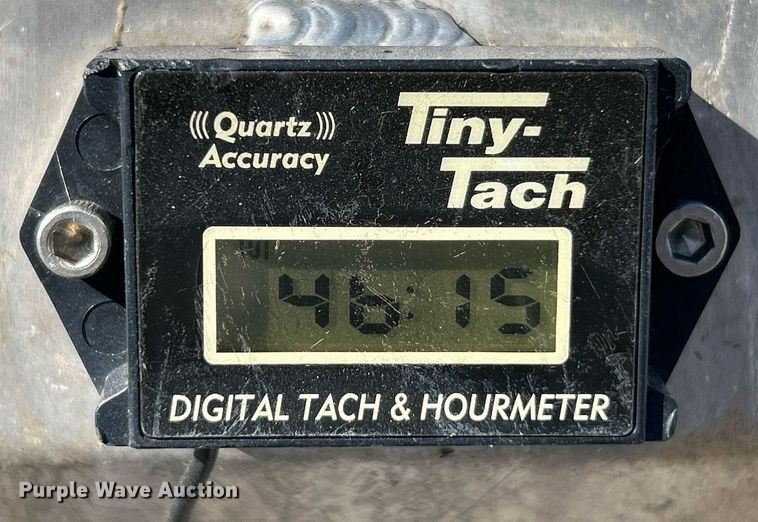 (((Quartz)))
Accuracy
Tiny-
Tach
46:15
DIGITAL TACH & HOURMETER
Purple Wave Auction